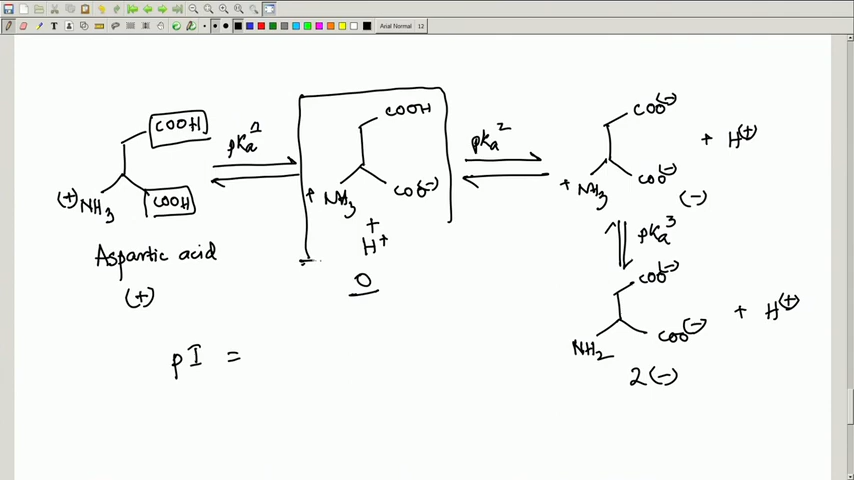 Arial Normal 12
COOH
COOH
(+) NH3
Aspartic acid
(+)
pKa1
COOH
+ NH3
COO(-)
+
H+
0
pKa2
COO(-)
COO(-)
+ NH3
(-)
+ H(+)
pKa3
COO(-)
COO(-)
NH2
2(-)
+ H(+)
pI =